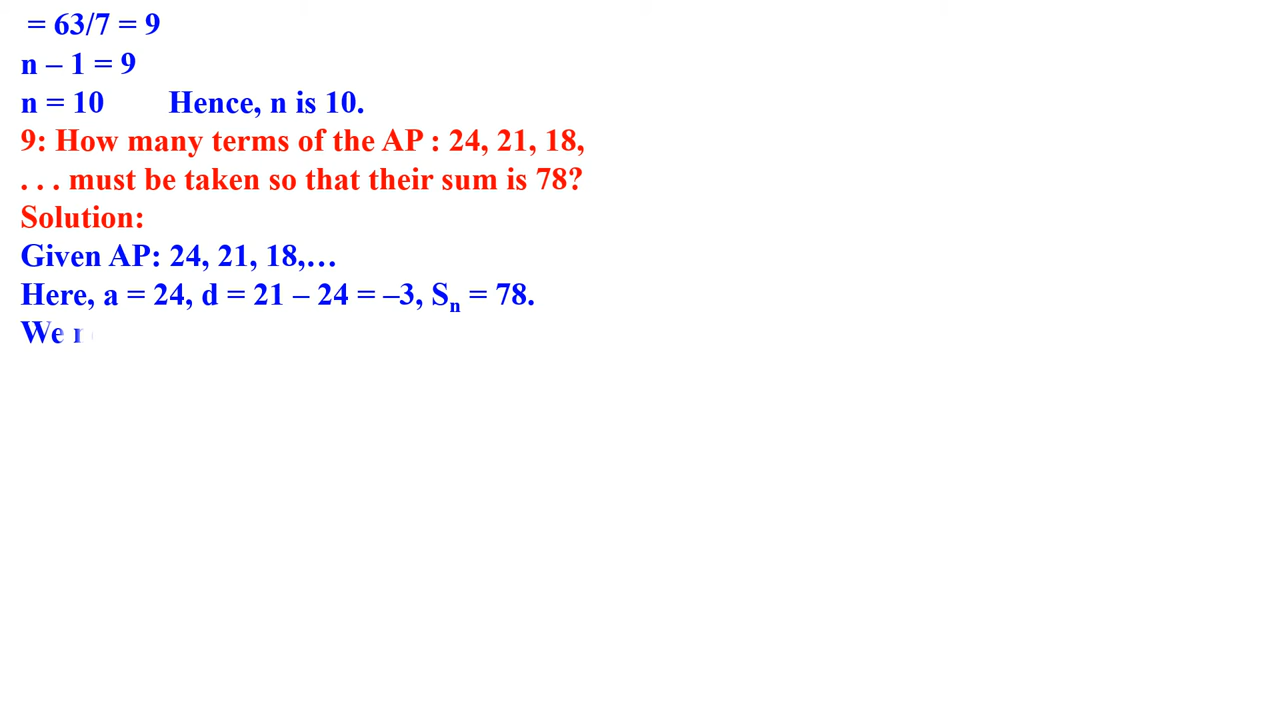 = 63/7 = 9
n – 1 = 9
n = 10 Hence, n is 10.
9: How many terms of the AP : 24, 21, 18,
. . . must be taken so that their sum is 78?
Solution:
Given AP: 24, 21, 18,…
Here, a = 24, d = 21 – 24 = –3, Sn = 78.
We